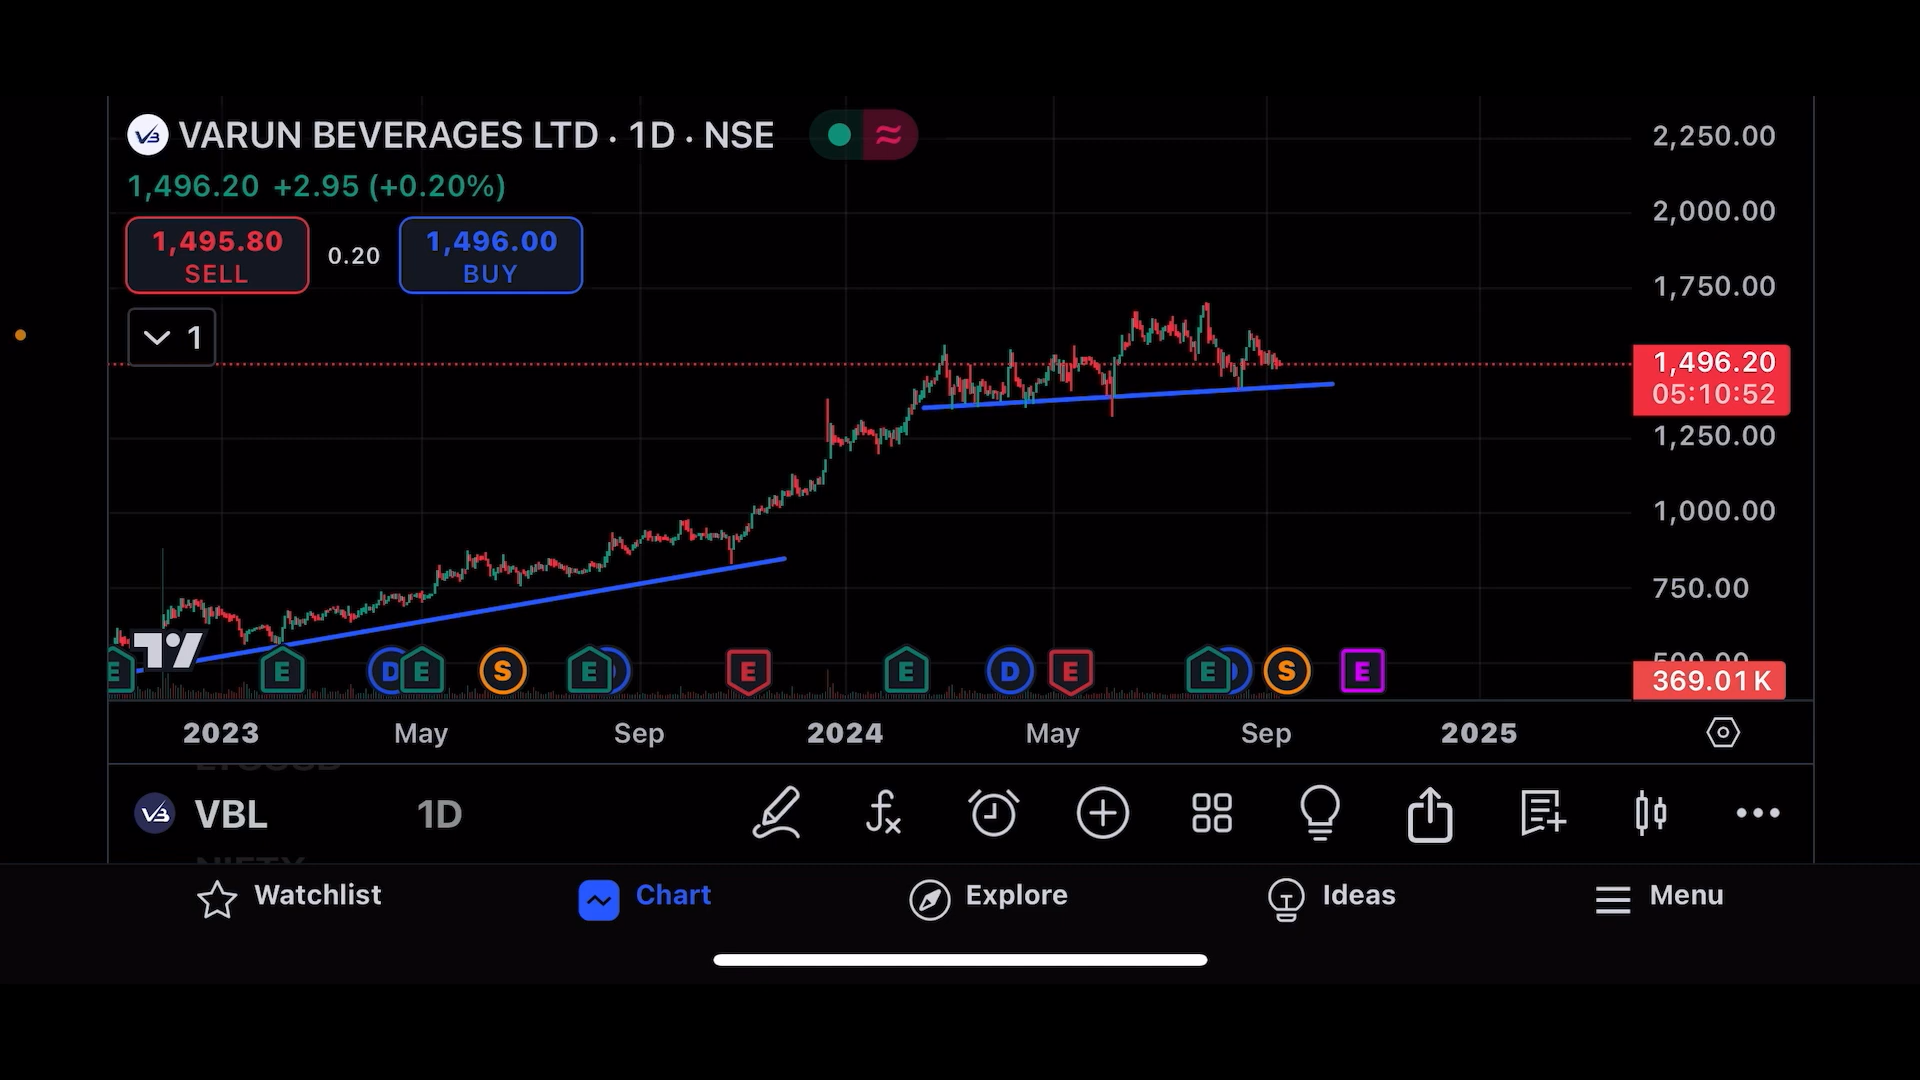 VARUN BEVERAGES LTD · 1D · NSE
1,496.20 +2.95 (+0.20%)
1,495.80
SELL
0.20
1,496.00
BUY
1
2,250.00
2,000.00
1,750.00
1,496.20
05:10:52
1,250.00
1,000.00
750.00
500.00
369.01 K
E E D E S E E E D E E S E
2023 May Sep 2024 May Sep 2025
VBL 1D
Watchlist Chart Explore Ideas Menu